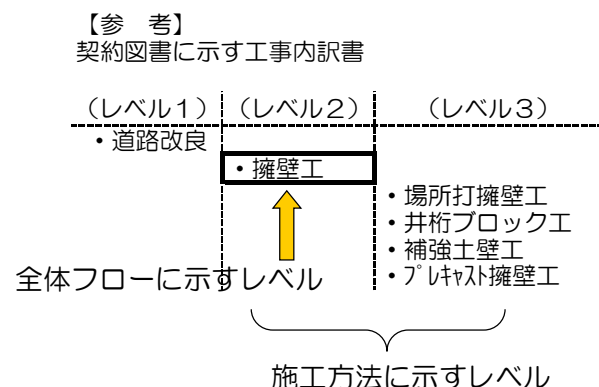 【参　考】
契約図書に示す工事内訳書
（レベル１）（レベル２）（レベル３）
・道路改良
・擁壁工
・場所打擁壁工
・井桁ブロック工
・補強土壁工
・ﾌﾟﾚｷｬｽﾄ擁壁工
全体フローに示すレベル
施工方法に示すレベル